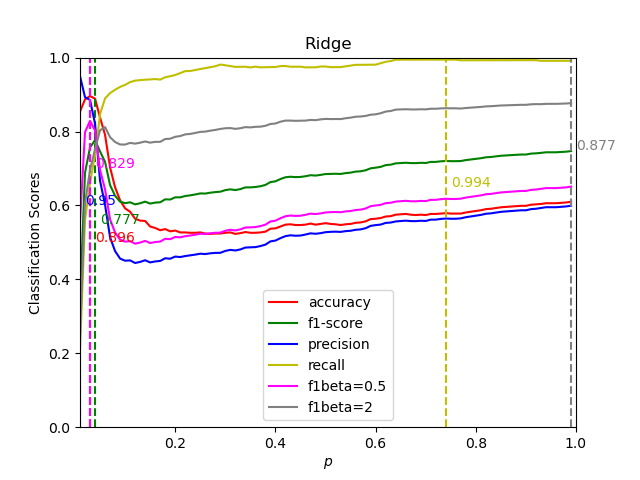 Ridge
Classification Scores
1.0
0.8
0.6
0.4
0.2
0.0
0.2
0.4
0.6
0.8
1.0
p
0.829
0.95
0.777
0.896
0.994
0.877
accuracy
f1-score
precision
recall
f1beta=0.5
f1beta=2